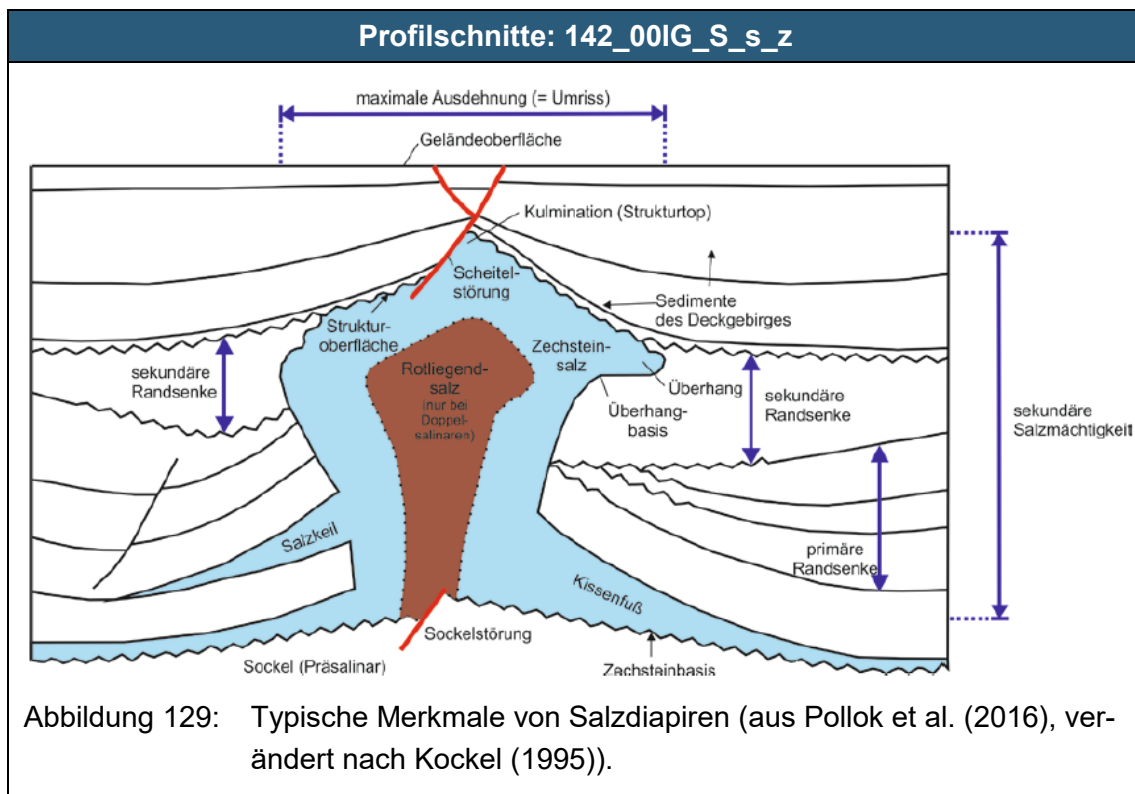 Profilschnitte: 142_00IG_S_s_z
maximale Ausdehnung (= Umriss)
Geländeoberfläche
Kulmination (Strukturtop)
Scheitel-
störung
Sedimente
des Deckgebirges
Struktur-
oberfläche
Zechstein-
salz
sekundäre
Randsenke
Rotliegend-
salz
(nur bei
Doppel-
salinaren)
Überhang
Überhang-
basis
sekundäre
Randsenke
sekundäre
Salzmächtigkeit
Salzkeil
primäre
Randsenke
Kissenfuß
Sockelstörung
Sockel (Präsalinar)
Zechsteinbasis
Abbildung 129: Typische Merkmale von Salzdiapiren (aus Pollok et al. (2016), ver-
ändert nach Kockel (1995)).